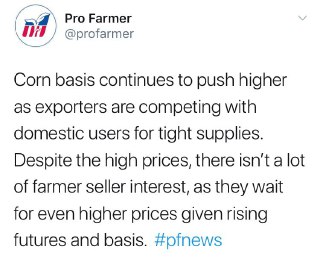 Pro Farmer
@profarmer
Corn basis continues to push higher
as exporters are competing with
domestic users for tight supplies.
Despite the high prices, there isn't a lot
of farmer seller interest, as they wait
for even higher prices given rising
futures and basis. #pfnews